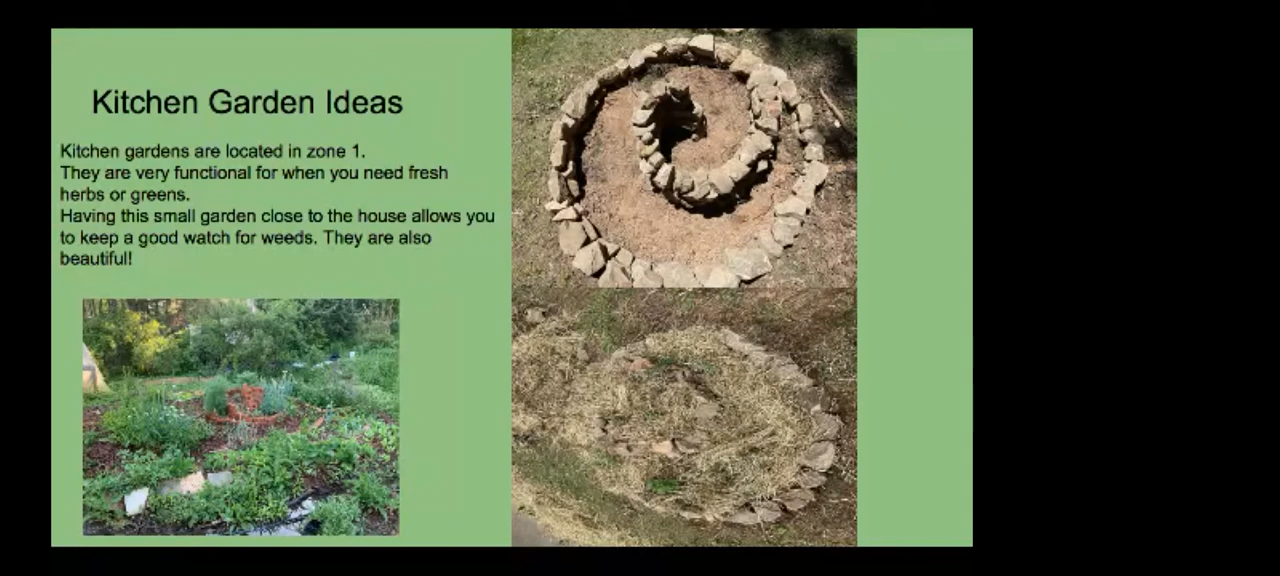 Kitchen Garden Ideas
Kitchen gardens are located in zone 1.
They are very functional for when you need fresh
herbs or greens.
Having this small garden close to the house allows you
to keep a good watch for weeds. They are also
beautiful!